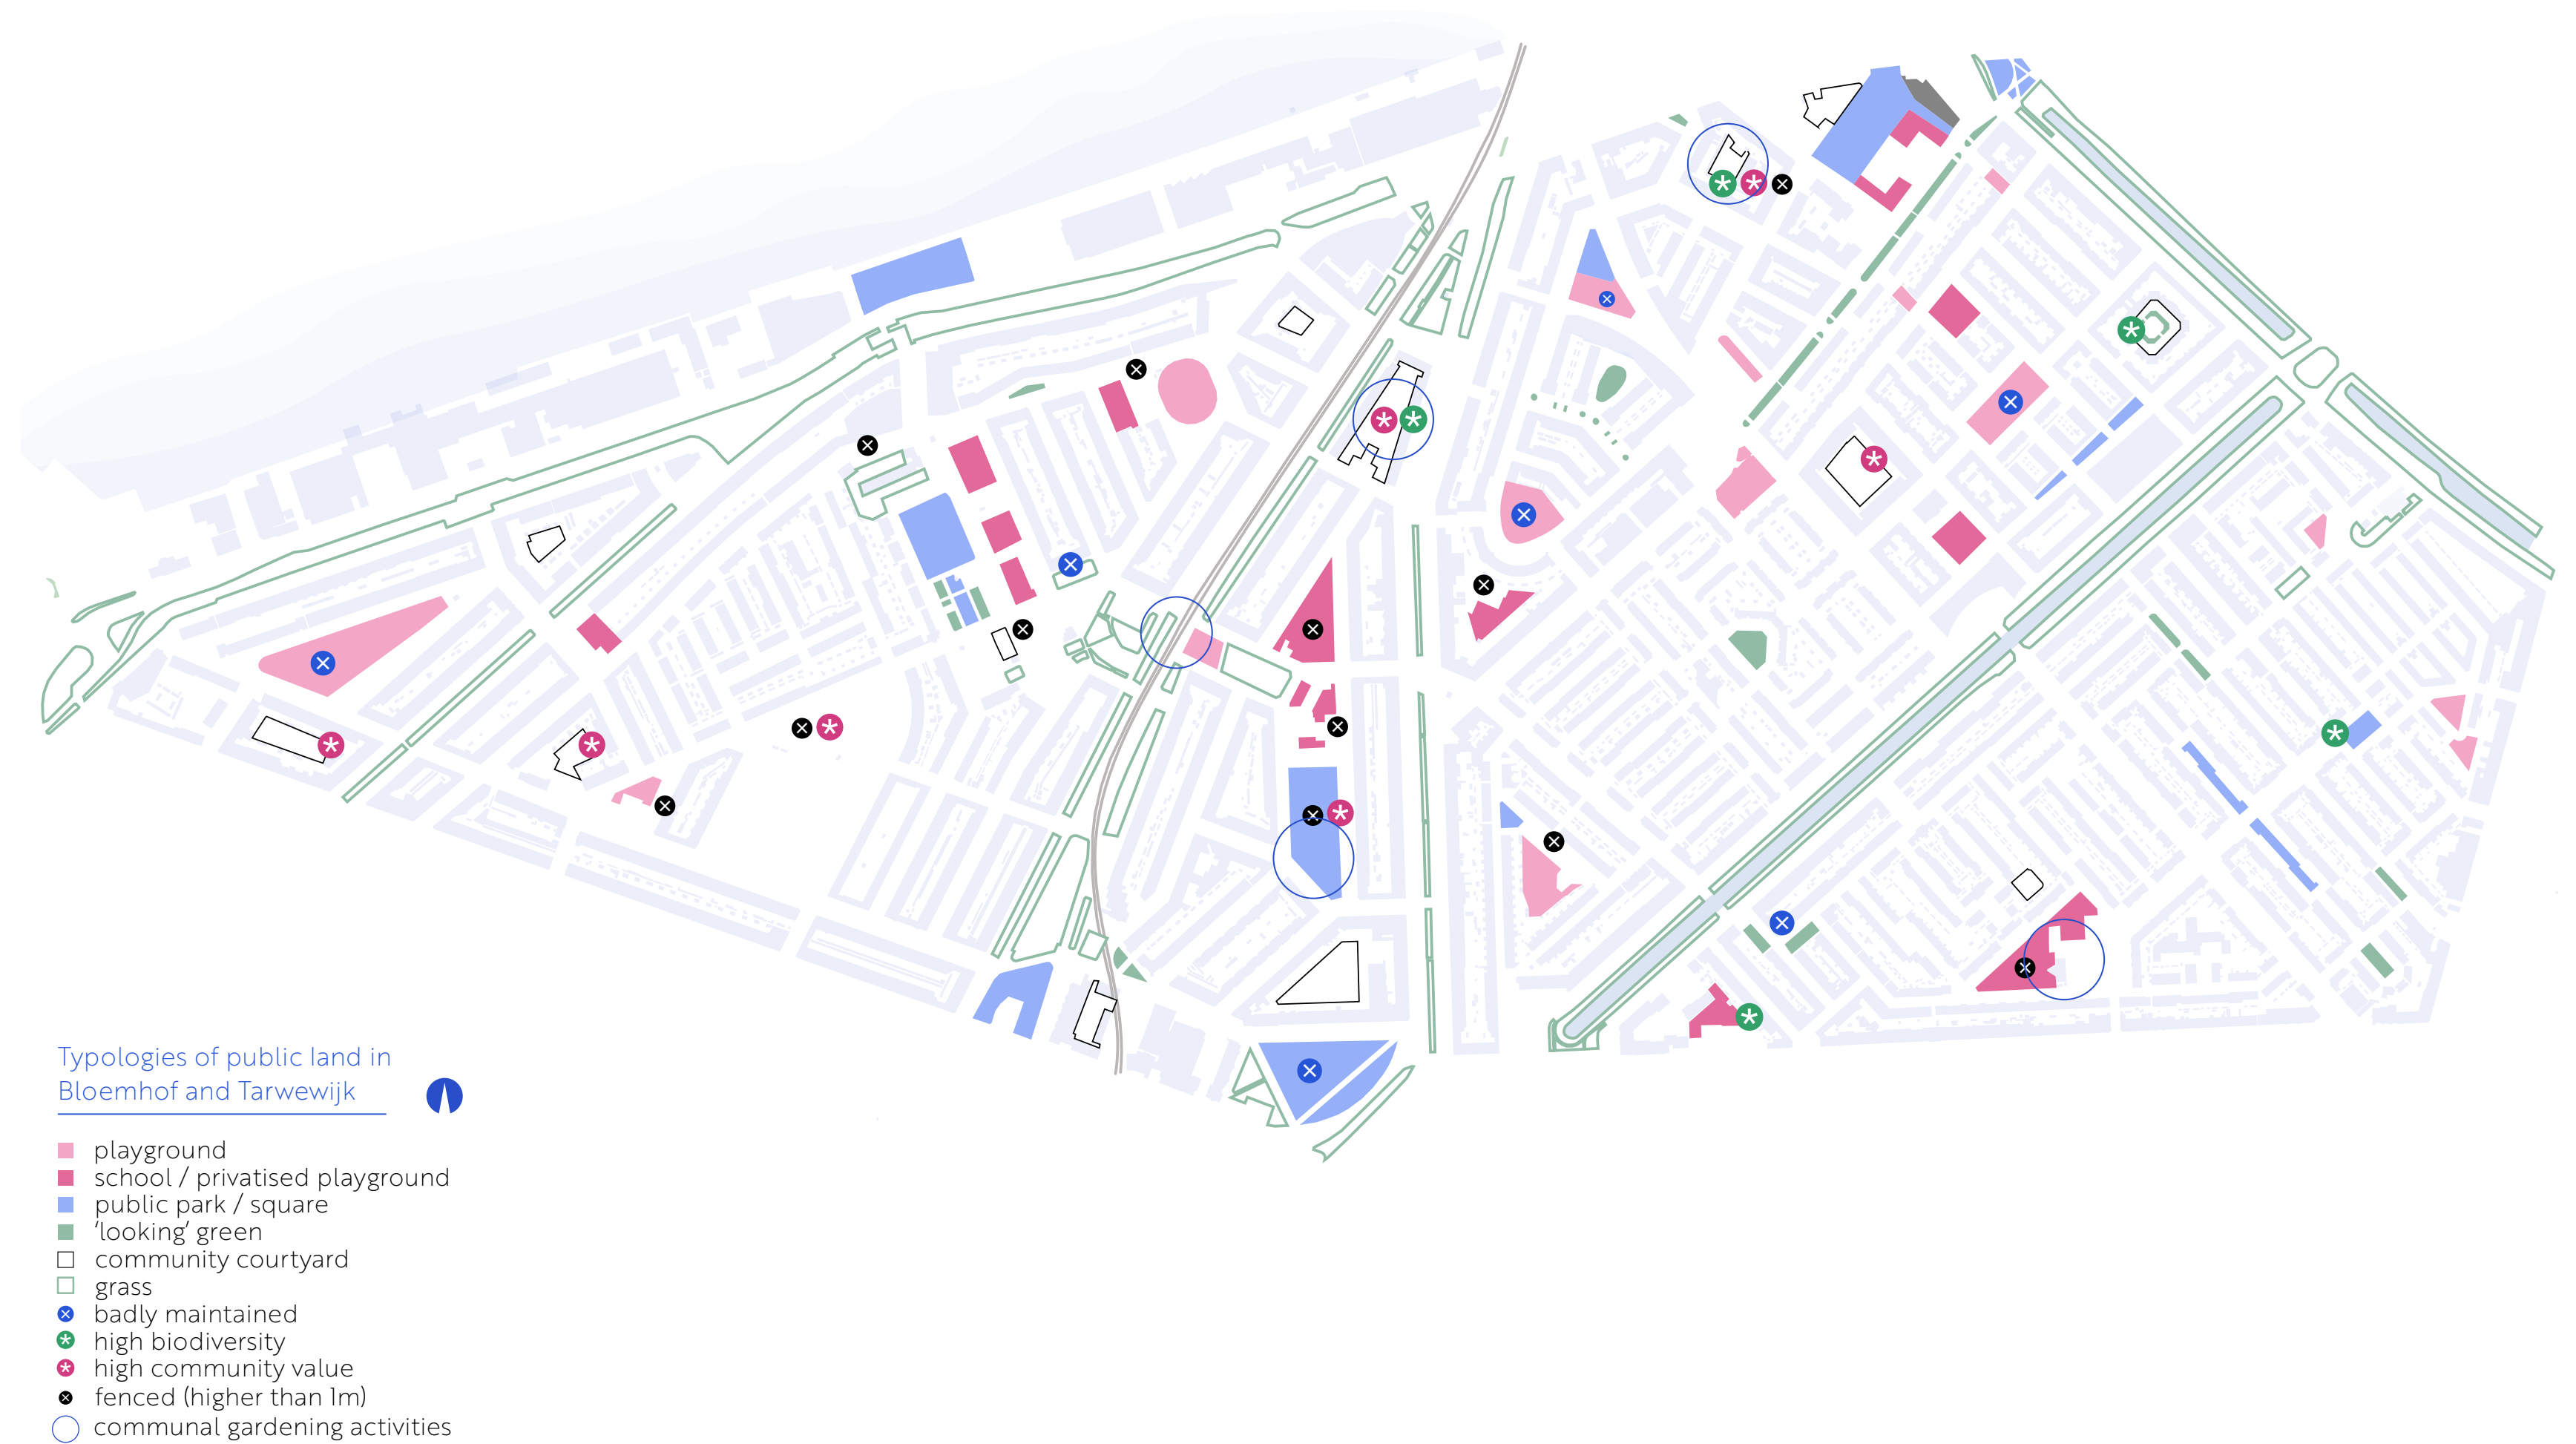 Typologies of public land in
Bloemhof and Tarwewijk
playground
school / privatised playground
public park / square
‘looking’ green
community courtyard
grass
badly maintained
high biodiversity
high community value
fenced (higher than 1m)
communal gardening activities